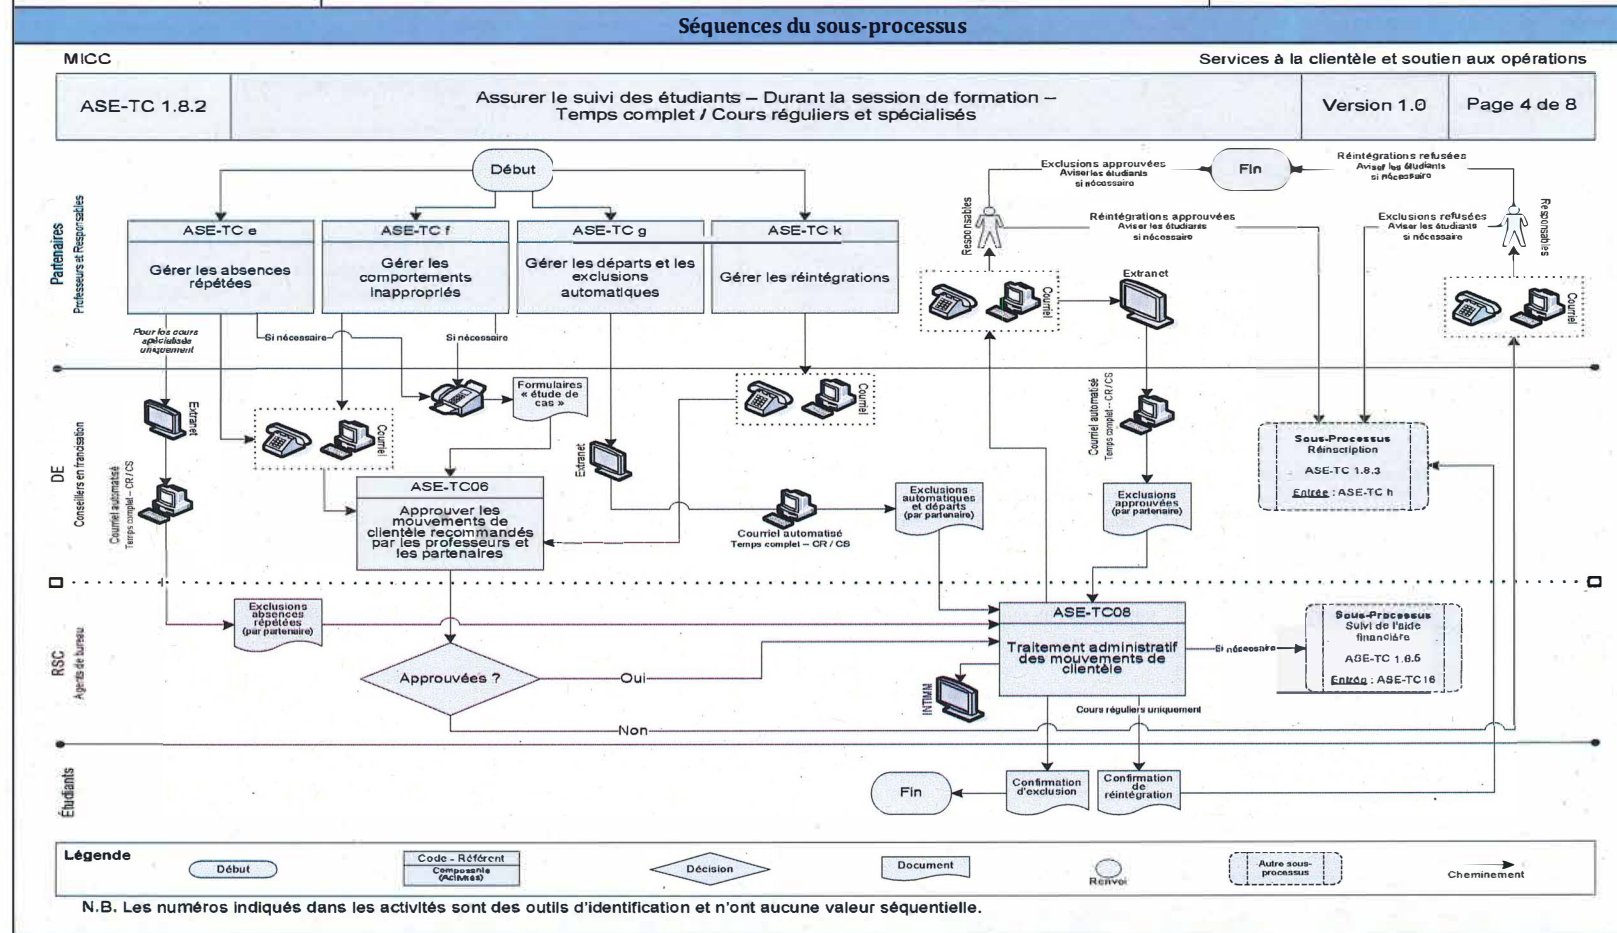 Séquences du sous-processus
MICC
Services à la clientèle et soutien aux opérations
ASE-TC 1.8.2
Assurer le suivi des étudiants – Durant la session de formation –
Temps complet / Cours réguliers et spécialisés
Version 1.0
Page 4 de 8
Partenaires
Professeurs et Responsables
Début
ASE-TC e
Gérer les absences
répétées
ASE-TC f
Gérer les
comportements
inappropriés
ASE-TC g
Gérer les départs et les
exclusions
automatiques
ASE-TC k
Gérer les réintégrations
Exclusions approuvées
Aviser les étudiants
si nécessaire
Fin
Réintégrations refusées
Aviser les étudiants
si nécessaire
Responsables
Réintégrations approuvées
Aviser les étudiants
si nécessaire
Exclusions refusées
Aviser les étudiants
si nécessaire
Responsables
Courriel
Extranet
Courriel
Pour les cours
spécialisés
uniquement
Si nécessaire
Si nécessaire
DE
Conseillers en francisation
Extranet
Courriel automatisé
Temps complet – CR / CS
Courriel
Formulaires
« étude de
cas »
Extranet
Courriel
ASE-TC06
Approuver les
mouvements de
clientèle recommandés
par les professeurs et
les partenaires
Courriel automatisé
Temps complet – CR / CS
Exclusions
automatiques
et départs
(par partenaire)
Courriel automatisé
Temps complet – CR / CS
Exclusions
approuvées
(par partenaire)
Sous-Processus
Réinscription
ASE-TC 1.8.3
Entrée : ASE-TC h
RSC
Agents de bureau
Exclusions
absences
répétées
(par partenaire)
Approuvées ?
Oui
Non
ASE-TC08
Traitement administratif
des mouvements de
clientèle
INTIMM
Cours réguliers uniquement
Si nécessaire
Sous-Processus
Suivi de l'aide
financière
ASE-TC 1.8.5
Entrée : ASE-TC16
Étudiants
Fin
Confirmation
d'exclusion
Confirmation
de
réintégration
Légende
Début
Code - Référent
Composante
(Activités)
Décision
Document
Renvoi
Autre sous-
processus
Cheminement
N.B. Les numéros indiqués dans les activités sont des outils d'identification et n'ont aucune valeur séquentielle.